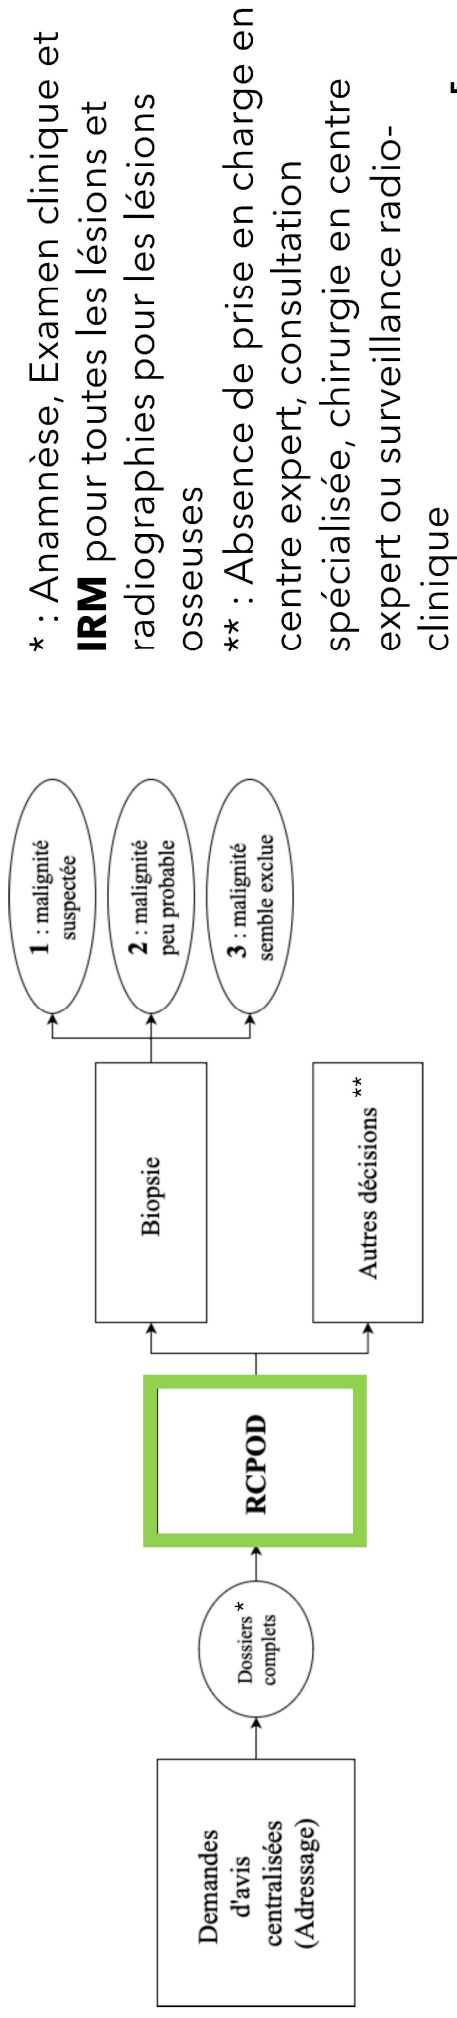 Demandes
d'avis
centralisées
(Adressage)
Dossiers *
complets
RCPOD
Biopsie
Autres décisions **
1 : malignité
suspectée
2 : malignité
peu probable
3 : malignité
semble exclue
* : Anamnèse, Examen clinique et
IRM pour toutes les lésions et
radiographies pour les lésions
osseuses
** : Absence de prise en charge en
centre expert, consultation
spécialisée, chirurgie en centre
expert ou surveillance radio-
clinique